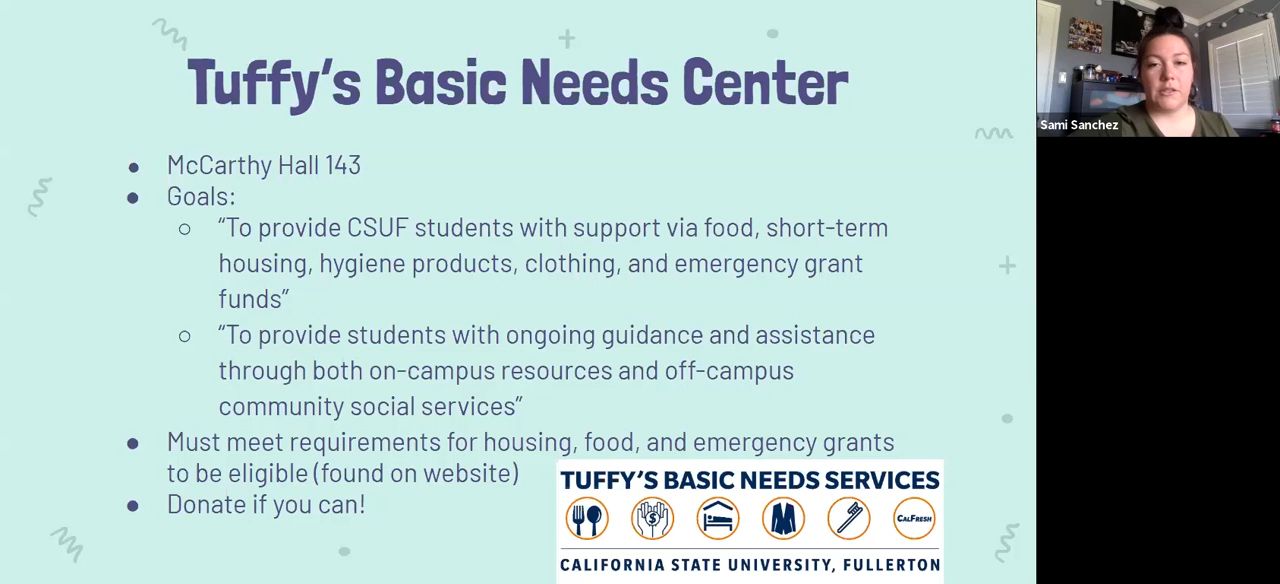 Tuffy's Basic Needs Center
Sami Sanchez
● McCarthy Hall 143
● Goals:
○ “To provide CSUF students with support via food, short-term
housing, hygiene products, clothing, and emergency grant
funds”
○ “To provide students with ongoing guidance and assistance
through both on-campus resources and off-campus
community social services”
● Must meet requirements for housing, food, and emergency grants
to be eligible (found on website)
● Donate if you can!
TUFFY'S BASIC NEEDS SERVICES
$
CALFRESH
CALIFORNIA STATE UNIVERSITY, FULLERTON